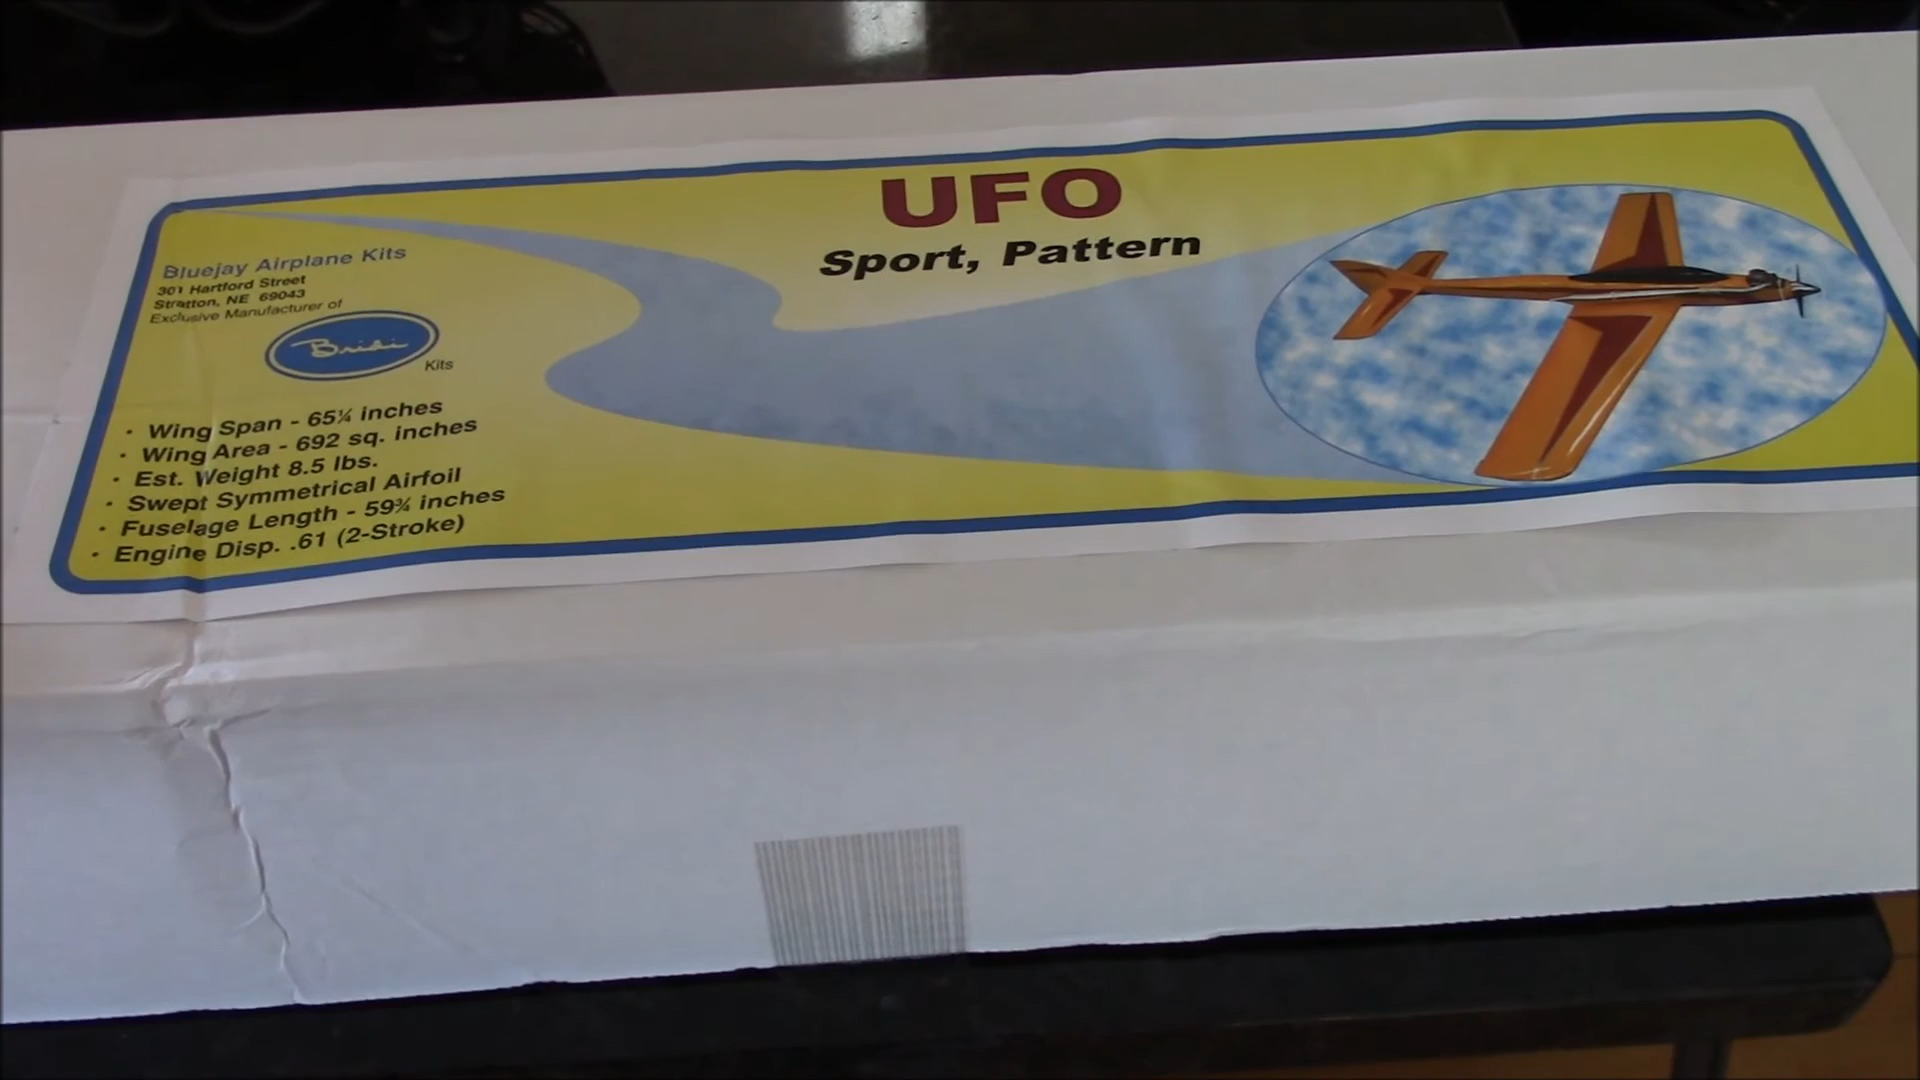 UFO
Sport, Pattern
Bluejay Airplane Kits
301 Hartford Street
Stratton, NE 69043
Exclusive Manufacturer of
Bridi
Kits
· Wing Span - 65¼ inches
· Wing Area - 692 sq. inches
· Est. Weight 8.5 lbs.
· Swept Symmetrical Airfoil
· Fuselage Length - 59¾ inches
· Engine Disp. .61 (2-Stroke)